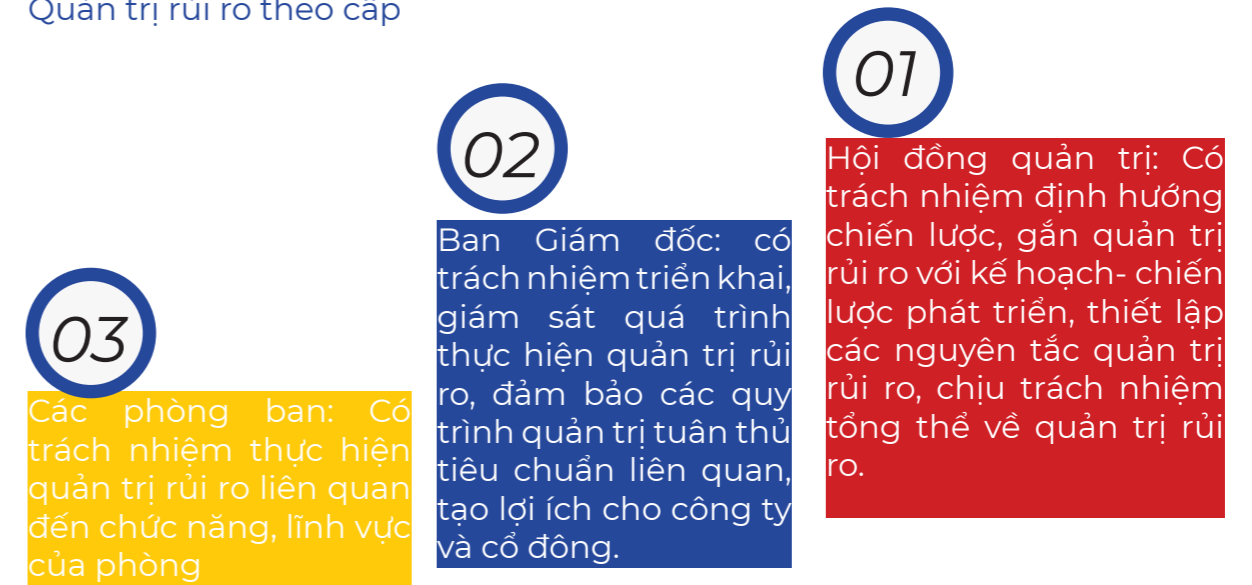 Quản trị rủi ro theo cấp
01
Hội đồng quản trị: Có
trách nhiệm định hướng
chiến lược, gắn quản trị
rủi ro với kế hoạch- chiến
lược phát triển, thiết lập
các nguyên tắc quản trị
rủi ro, chịu trách nhiệm
tổng thể về quản trị rủi
ro.
02
Ban Giám đốc: có
trách nhiệm triển khai,
giám sát quá trình
thực hiện quản trị rủi
ro, đảm bảo các quy
trình quản trị tuân thủ
tiêu chuẩn liên quan,
tạo lợi ích cho công ty
và cổ đông.
03
Các phòng ban: Có
trách nhiệm thực hiện
quản trị rủi ro liên quan
đến chức năng, lĩnh vực
của phòng